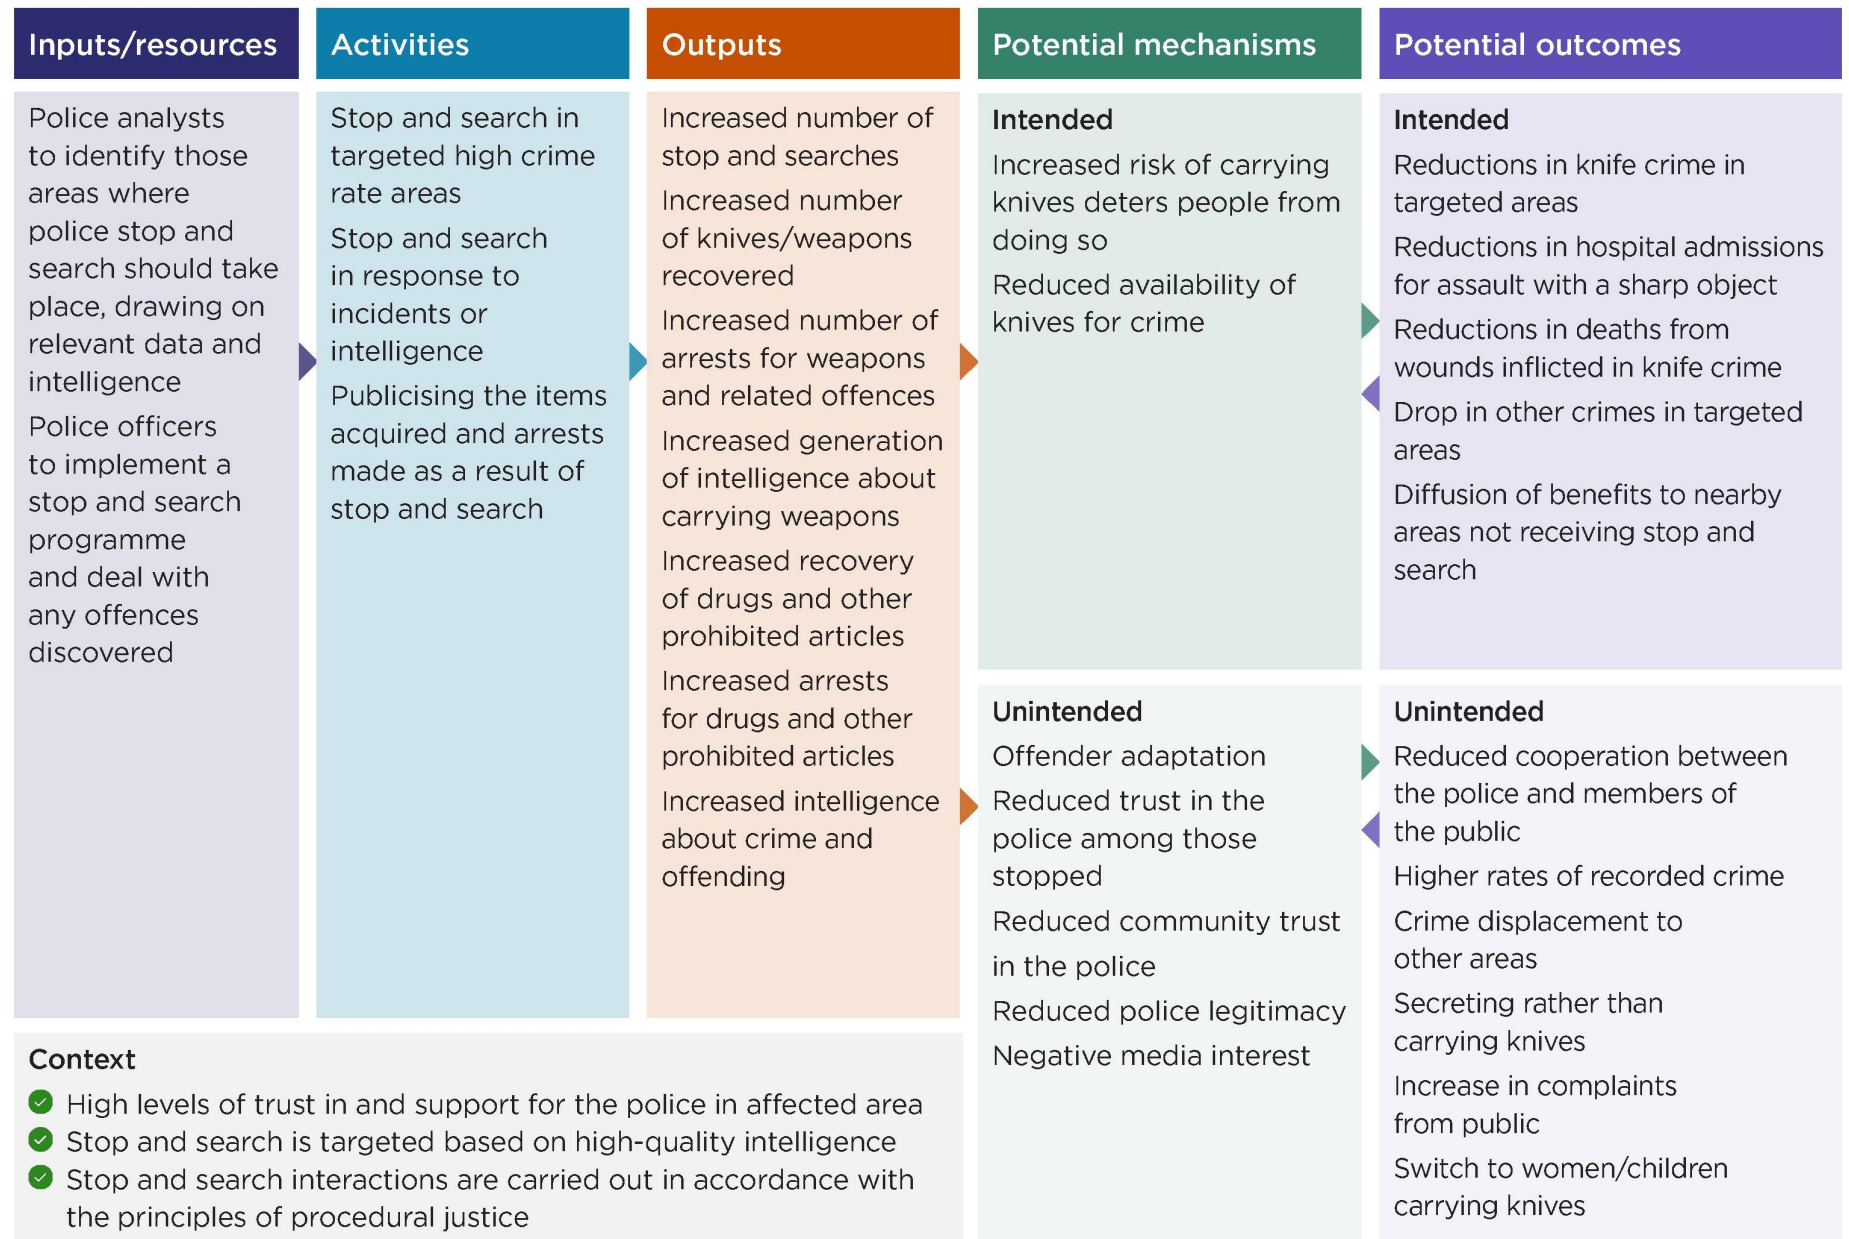 Inputs/resources
Police analysts
to identify those
areas where
police stop and
search should take
place, drawing on
relevant data and
intelligence
Police officers
to implement a
stop and search
programme
and deal with
any offences
discovered
Activities
Stop and search in
targeted high crime
rate areas
Stop and search
in response to
incidents or
intelligence
Publicising the items
acquired and arrests
made as a result of
stop and search
Outputs
Increased number of
stop and searches
Increased number
of knives/weapons
recovered
Increased number of
arrests for weapons
and related offences
Increased generation
of intelligence about
carrying weapons
Increased recovery
of drugs and other
prohibited articles
Increased arrests
for drugs and other
prohibited articles
Increased intelligence
about crime and
offending
Potential mechanisms
Intended
Increased risk of carrying
knives deters people from
doing so
Reduced availability of
knives for crime
Unintended
Offender adaptation
Reduced trust in the
police among those
stopped
Reduced community trust
in the police
Reduced police legitimacy
Negative media interest
Potential outcomes
Intended
Reductions in knife crime in
targeted areas
Reductions in hospital admissions
for assault with a sharp object
Reductions in deaths from
wounds inflicted in knife crime
Drop in other crimes in targeted
areas
Diffusion of benefits to nearby
areas not receiving stop and
search
Unintended
Reduced cooperation between
the police and members of
the public
Higher rates of recorded crime
Crime displacement to
other areas
Secreting rather than
carrying knives
Increase in complaints
from public
Switch to women/children
carrying knives
Context
High levels of trust in and support for the police in affected area
Stop and search is targeted based on high-quality intelligence
Stop and search interactions are carried out in accordance with
the principles of procedural justice